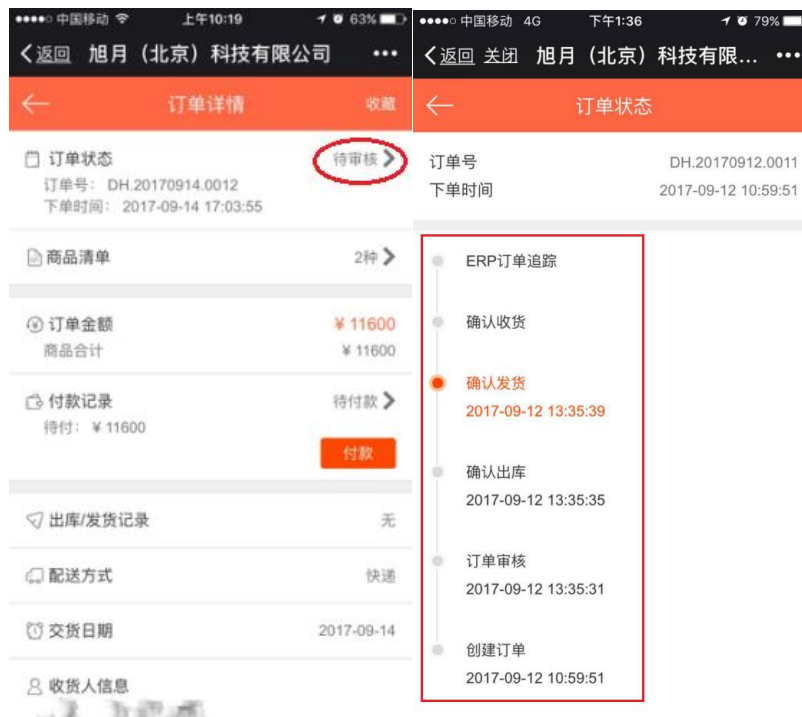 中国移动 上午10:19 63%
返回 旭月（北京）科技有限公司 •••
订单详情 收藏
订单状态 待审核
订单号： DH.20170914.0012
下单时间： 2017-09-14 17:03:55
商品清单 2种
订单金额 ¥ 11600
商品合计 ¥ 11600
付款记录 待付款
待付： ¥ 11600
付款
出库/发货记录 无
配送方式 快递
交货日期 2017-09-14
收货人信息
中国移动 4G 下午1:36 79%
返回 关闭 旭月（北京）科技有限... •••
订单状态
订单号 DH.20170912.0011
下单时间 2017-09-12 10:59:51
ERP订单追踪
确认收货
确认发货
2017-09-12 13:35:39
确认出库
2017-09-12 13:35:35
订单审核
2017-09-12 13:35:31
创建订单
2017-09-12 10:59:51